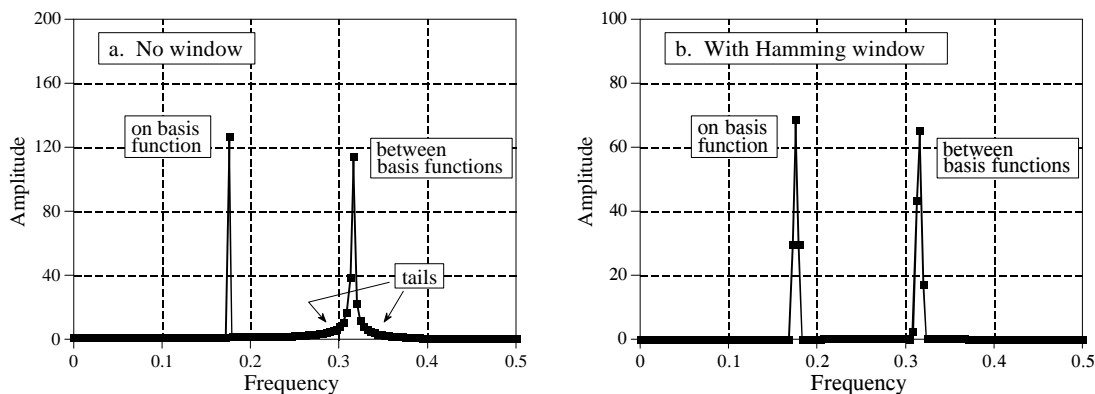 a. No window
200
160
120
80
40
0
Amplitude
on basis
function
between
basis functions
tails
0
0.1
0.2
0.3
0.4
0.5
Frequency
b. With Hamming window
100
80
60
40
20
0
Amplitude
on basis
function
between
basis functions
0
0.1
0.2
0.3
0.4
0.5
Frequency